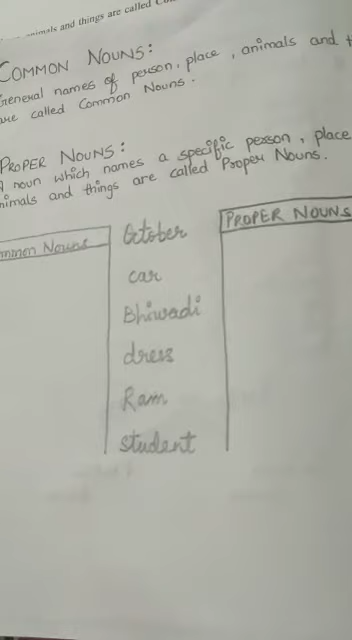 animals and things are called
COMMON NOUNS:
General names of person, place, animals and
are called Common Nouns.
PROPER NOUNS:
A noun which names a specific person, place
nimals and things are called Proper Nouns.
mmon Nouns
October
PROPER NOUNS
car
Bhiwadi
dress
Ram
student